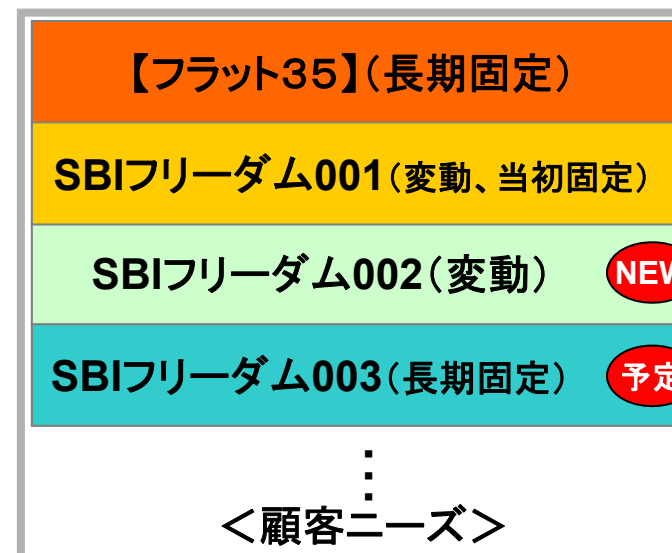 【フラット３５】（長期固定）
SBIフリーダム001（変動、当初固定）
SBIフリーダム002（変動） NEW
SBIフリーダム003（長期固定） 予定
⋮
＜顧客ニーズ＞